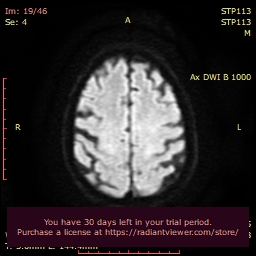 Im: 19/46 STP113
Se: 4 STP113
M
A
Ax DWI B 1000
R L
You have 30 days left in your trial period.
Purchase a license at https://radiantviewer.com/store/